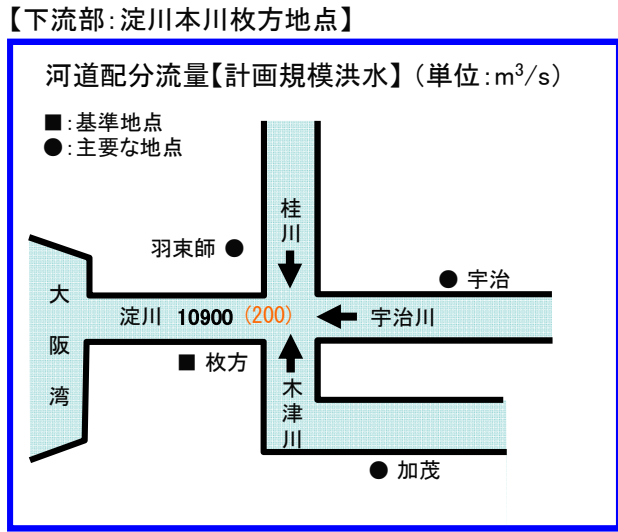 【下流部:淀川本川枚方地点】
河道配分流量【計画規模洪水】(単位:m³/s)
■:基準地点
●:主要な地点
桂川
羽束師 ●
● 宇治
大阪湾
淀川 10900 (200)
宇治川
■ 枚方
木津川
● 加茂